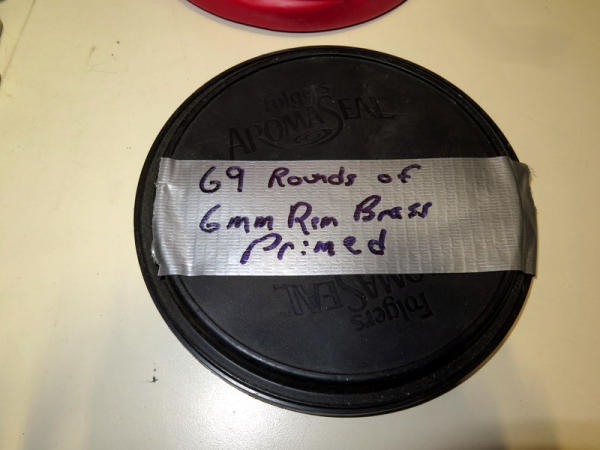 Folgers
AROMASEAL
69 Rounds of
6mm Rem Brass
Primed
AROMASEAL
Folgers